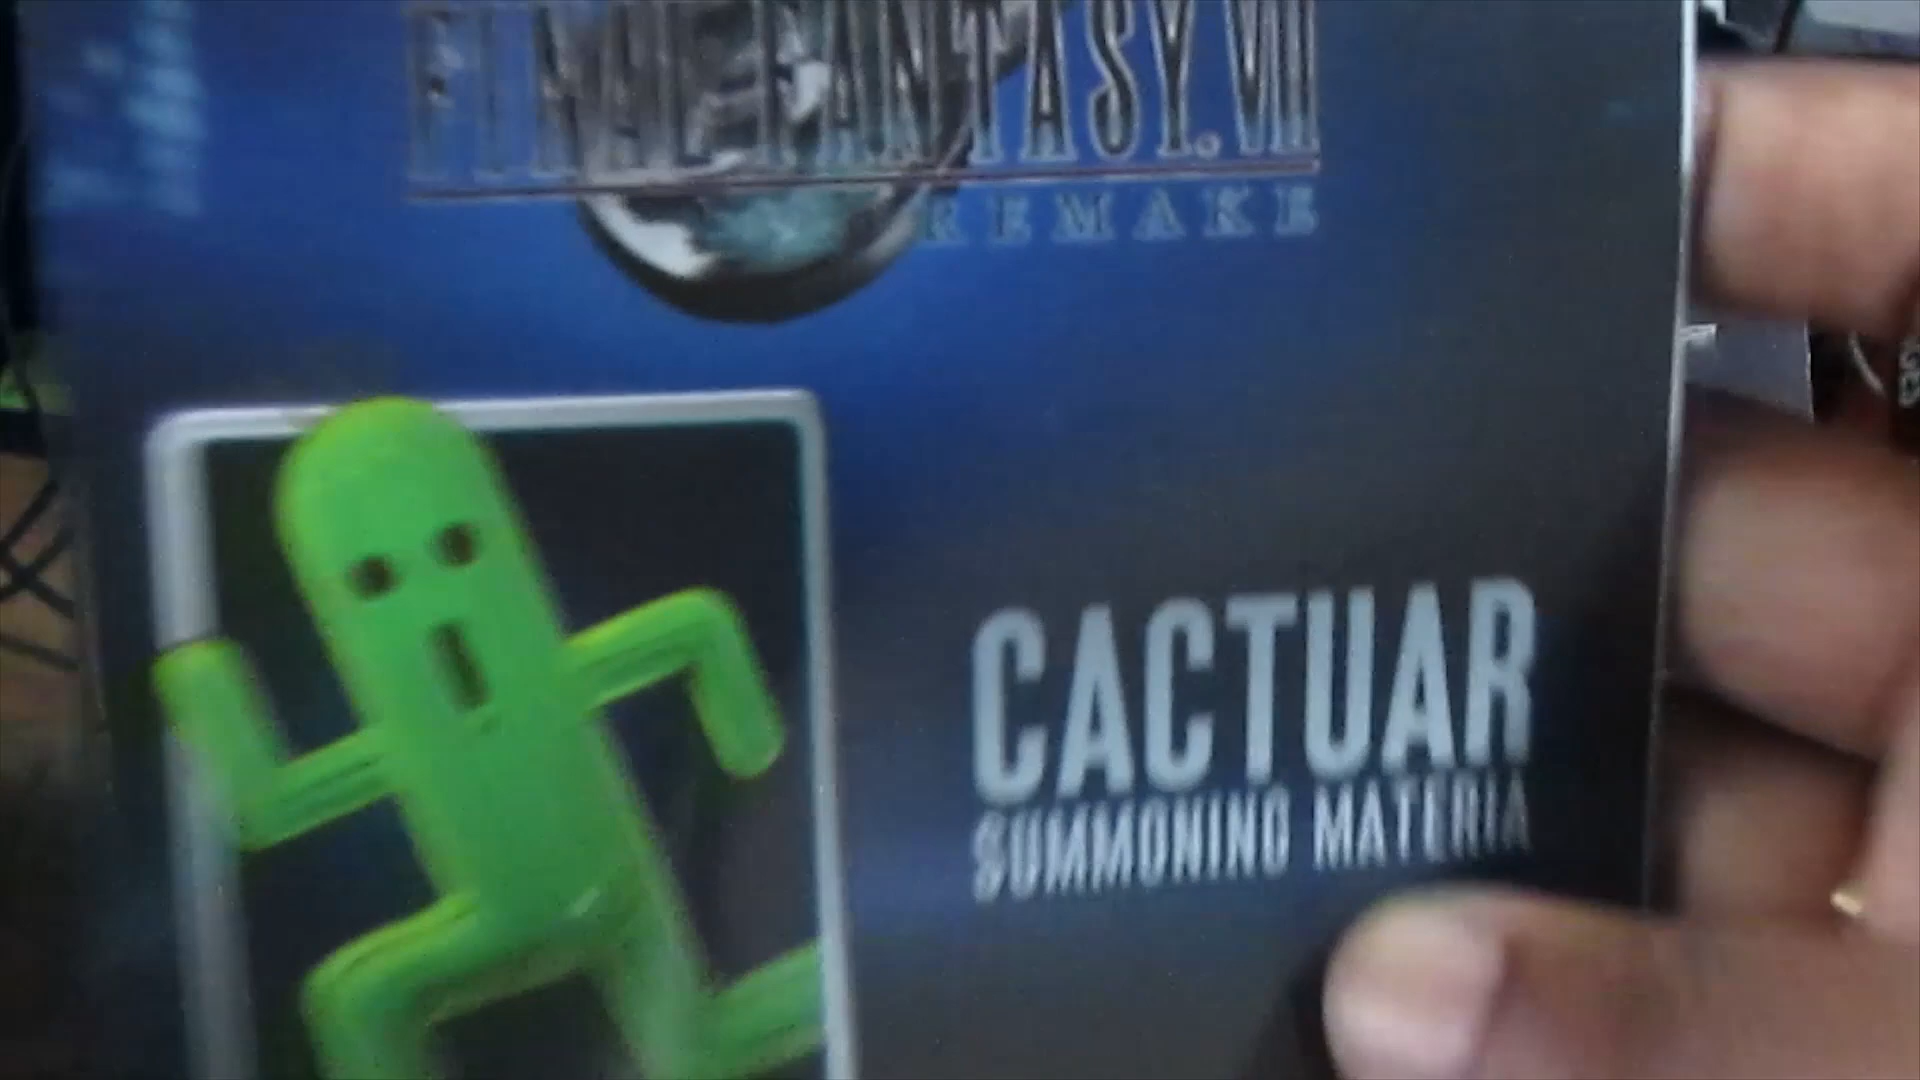 FINAL FANTASY. VII
REMAKE
CACTUAR
SUMMONING MATERIA